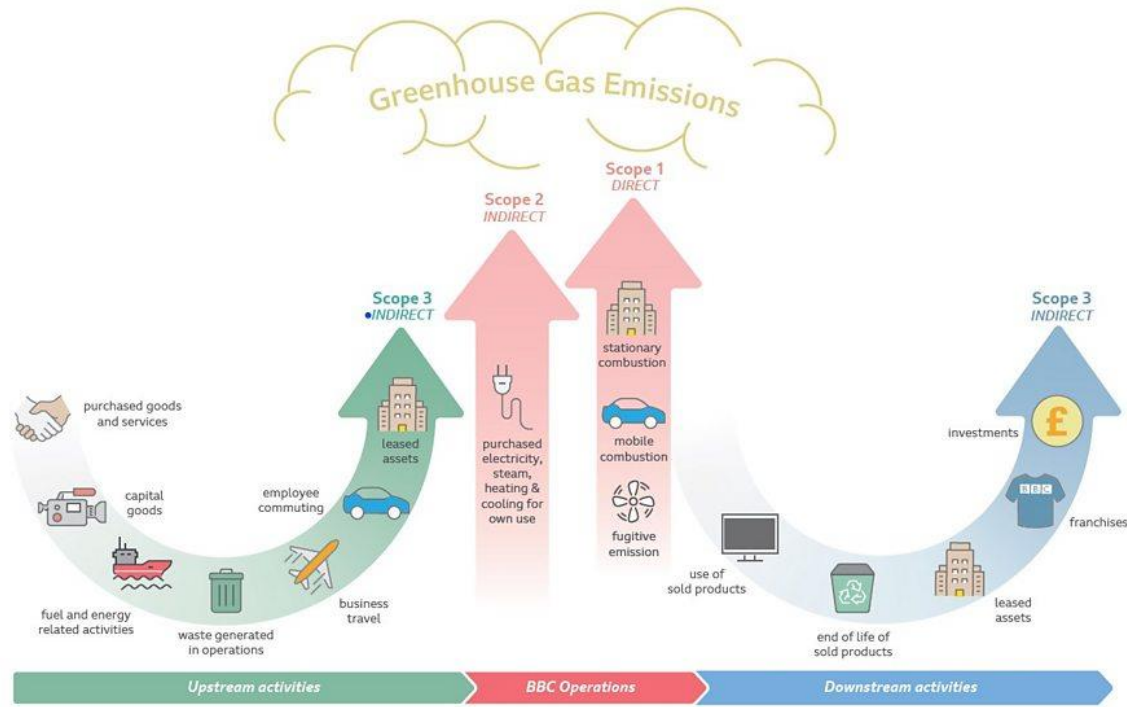 Greenhouse Gas Emissions
Scope 1
DIRECT
Scope 2
INDIRECT
Scope 3
INDIRECT
Scope 3
INDIRECT
purchased goods
and services
capital
goods
fuel and energy
related activities
waste generated
in operations
business
travel
employee
commuting
leased
assets
purchased
electricity,
steam,
heating &
cooling for
own use
stationary
combustion
mobile
combustion
fugitive
emission
use of
sold products
end of life of
sold products
leased
assets
BBC
franchises
investments
£
Upstream activities
BBC Operations
Downstream activities